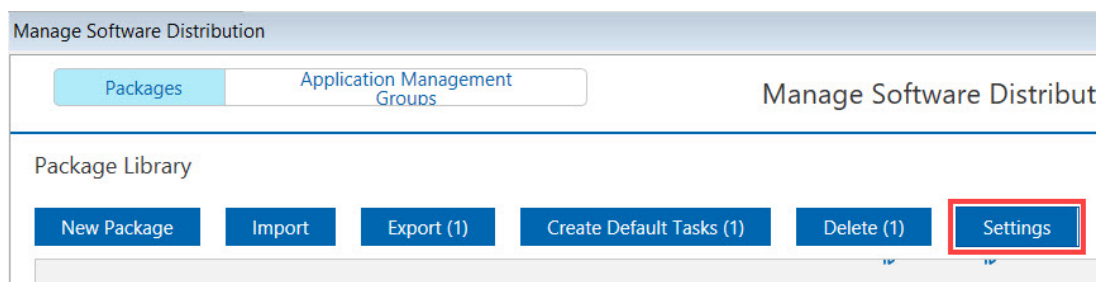 Manage Software Distribution
Packages
Application Management
Groups
Manage Software Distribut
Package Library
New Package
Import
Export (1)
Create Default Tasks (1)
Delete (1)
Settings